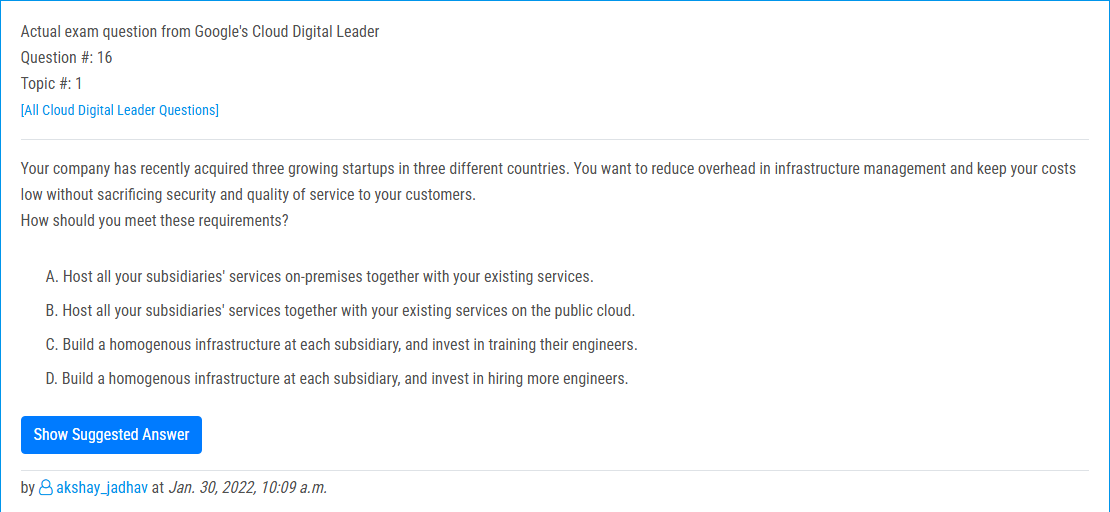 Actual exam question from Google's Cloud Digital Leader
Question #: 16
Topic #: 1
[All Cloud Digital Leader Questions]
Your company has recently acquired three growing startups in three different countries. You want to reduce overhead in infrastructure management and keep your costs
low without sacrificing security and quality of service to your customers.
How should you meet these requirements?
A. Host all your subsidiaries' services on-premises together with your existing services.
B. Host all your subsidiaries' services together with your existing services on the public cloud.
C. Build a homogenous infrastructure at each subsidiary, and invest in training their engineers.
D. Build a homogenous infrastructure at each subsidiary, and invest in hiring more engineers.
Show Suggested Answer
by akshay_jadhav at Jan. 30, 2022, 10:09 a.m.